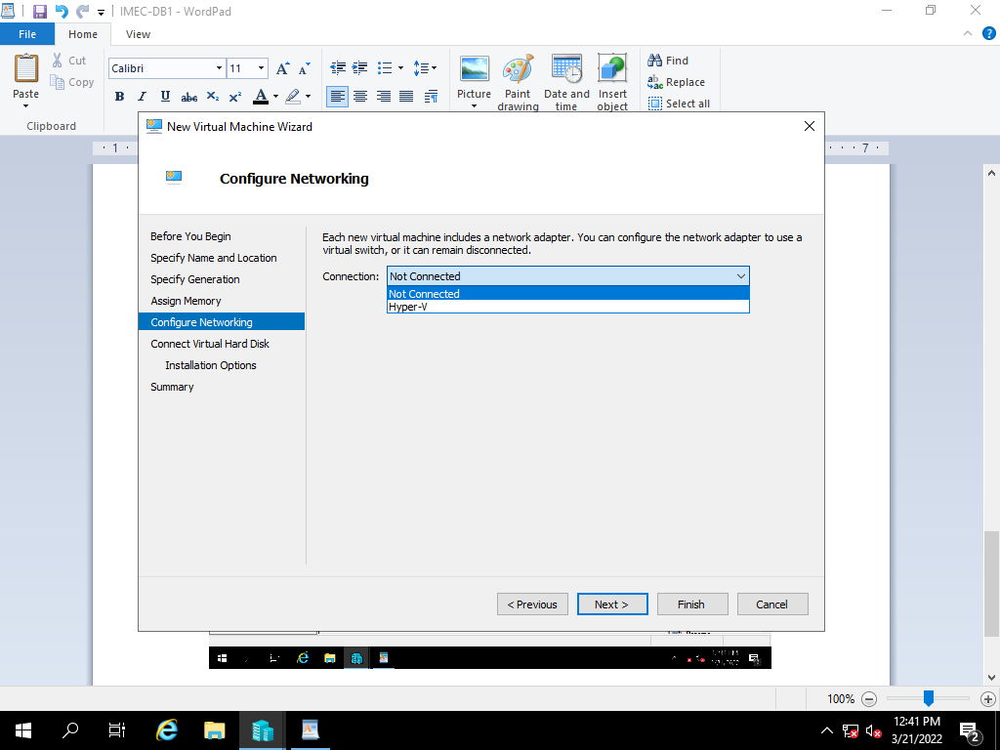 IMEC-DB1 - WordPad
File
Home
View
Paste
Cut
Copy
Clipboard
Calibri
11
B I U abc X₂ X² A
Picture
Paint drawing
Date and time
Insert object
Find
Replace
Select all
1
7
New Virtual Machine Wizard
Configure Networking
Before You Begin
Specify Name and Location
Specify Generation
Assign Memory
Configure Networking
Connect Virtual Hard Disk
Installation Options
Summary
Each new virtual machine includes a network adapter. You can configure the network adapter to use a
virtual switch, or it can remain disconnected.
Connection:
Not Connected
Not Connected
Hyper-V
< Previous
Next >
Finish
Cancel
100%
12:41 PM
3/21/2022
2